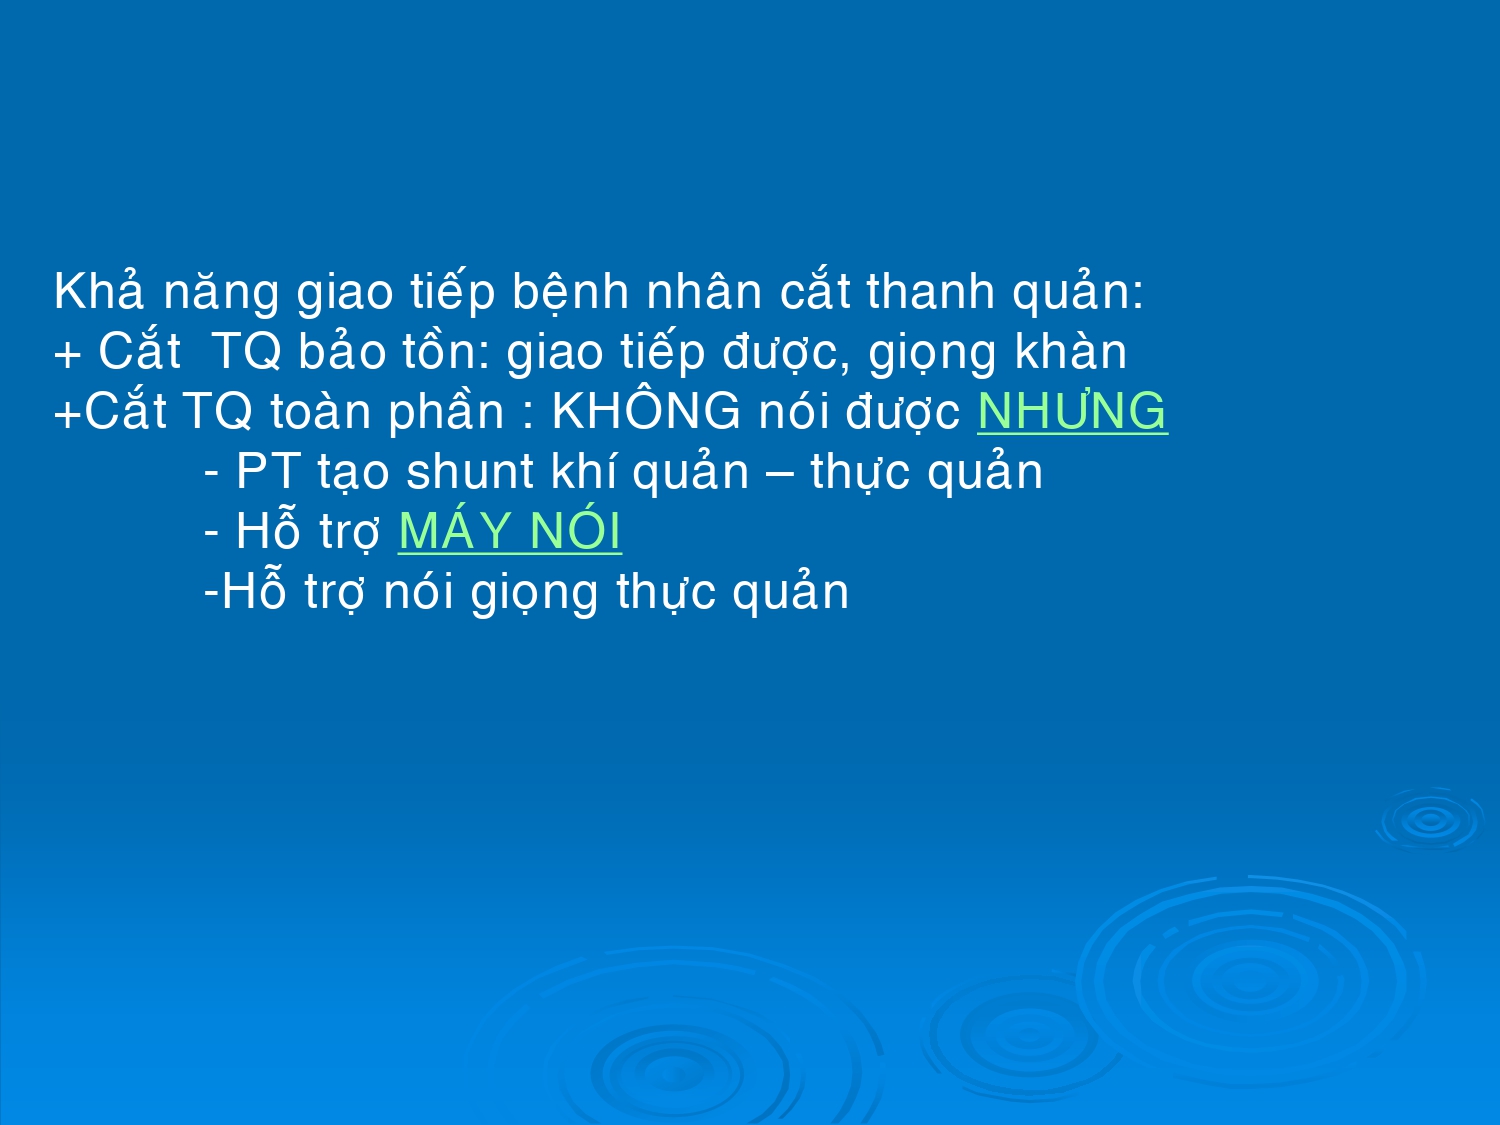 Khả năng giao tiếp bệnh nhân cắt thanh quản:
+ Cắt  TQ bảo tồn: giao tiếp được, giọng khàn
+Cắt TQ toàn phần : KHÔNG nói được NHƯNG
- PT tạo shunt khí quản – thực quản
- Hỗ trợ MÁY NÓI
-Hỗ trợ nói giọng thực quản